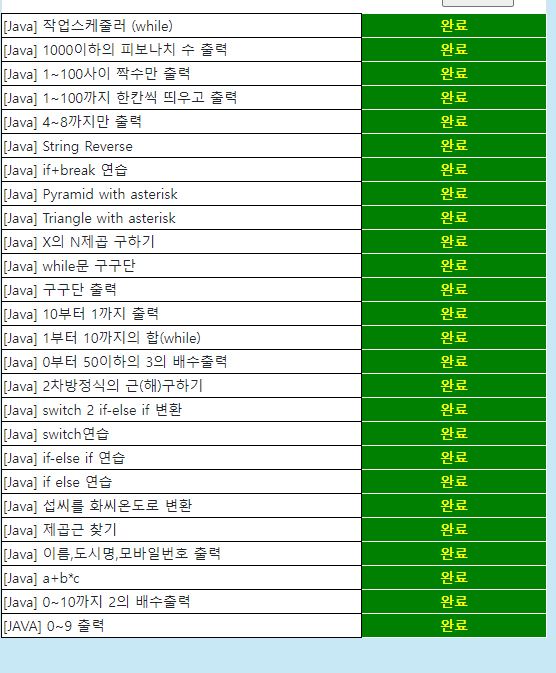 [Java] 작업스케줄러 (while) 완료
[Java] 1000이하의 피보나치 수 출력 완료
[Java] 1~100사이 짝수만 출력 완료
[Java] 1~100까지 한칸씩 띄우고 출력 완료
[Java] 4~8까지만 출력 완료
[Java] String Reverse 완료
[Java] if+break 연습 완료
[Java] Pyramid with asterisk 완료
[Java] Triangle with asterisk 완료
[Java] X의 N제곱 구하기 완료
[Java] while문 구구단 완료
[Java] 구구단 출력 완료
[Java] 10부터 1까지 출력 완료
[Java] 1부터 10까지의 합(while) 완료
[Java] 0부터 50이하의 3의 배수출력 완료
[Java] 2차방정식의 근(해)구하기 완료
[Java] switch 2 if-else if 변환 완료
[Java] switch연습 완료
[Java] if-else if 연습 완료
[Java] if else 연습 완료
[Java] 섭씨를 화씨온도로 변환 완료
[Java] 제곱근 찾기 완료
[Java] 이름,도시명,모바일번호 출력 완료
[Java] a+b*c 완료
[Java] 0~10까지 2의 배수출력 완료
[JAVA] 0~9 출력 완료